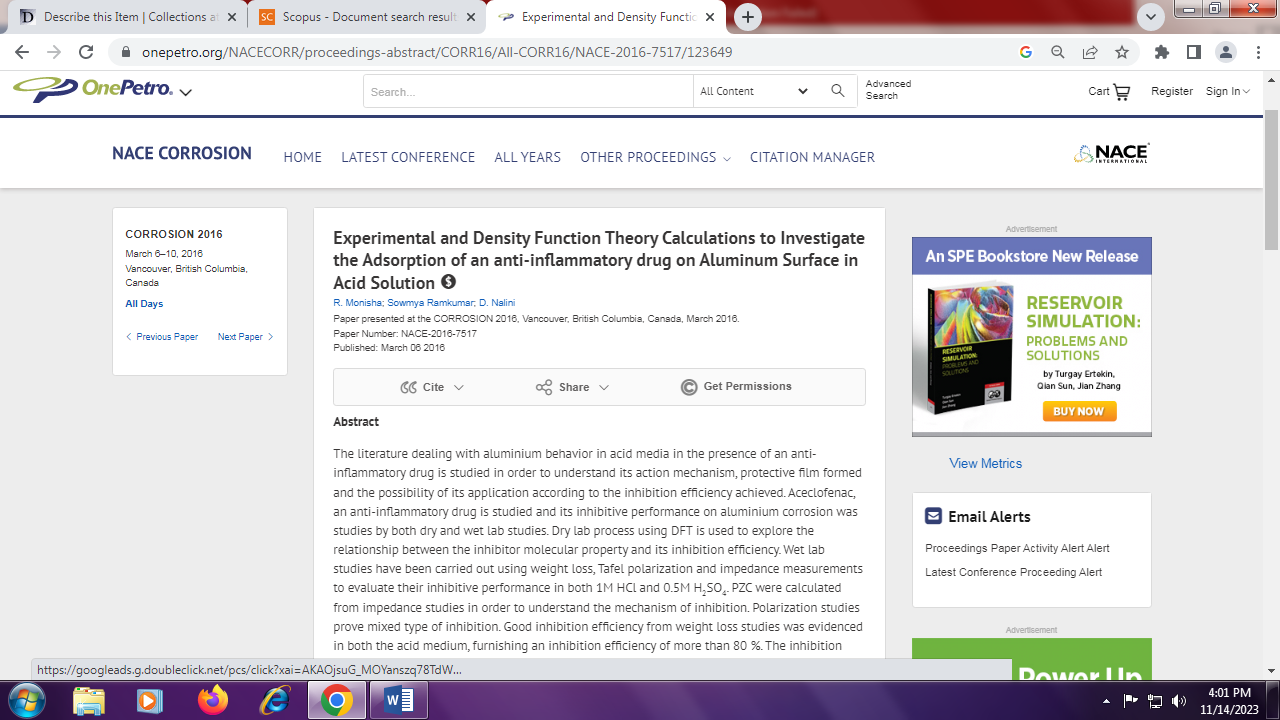 Describe this Item | Collections at
SC Scopus - Document search result
Experimental and Density Functio
onepetro.org/NACECORR/proceedings-abstract/CORR16/All-CORR16/NACE-2016-7517/123649
OnePetro
Search...
All Content
Advanced
Search
Cart
Register
Sign In
NACE CORROSION
HOME
LATEST CONFERENCE
ALL YEARS
OTHER PROCEEDINGS
CITATION MANAGER
NACE
INTERNATIONAL
CORROSION 2016
March 6–10, 2016
Vancouver, British Columbia,
Canada
All Days
Previous Paper
Next Paper
Experimental and Density Function Theory Calculations to Investigate
the Adsorption of an anti-inflammatory drug on Aluminum Surface in
Acid Solution
R. Monisha; Sowmya Ramkumar; D. Nalini
Paper presented at the CORROSION 2016, Vancouver, British Columbia, Canada, March 2016.
Paper Number: NACE-2016-7517
Published: March 06 2016
Cite
Share
Get Permissions
Abstract
The literature dealing with aluminium behavior in acid media in the presence of an anti-
inflammatory drug is studied in order to understand its action mechanism, protective film formed
and the possibility of its application according to the inhibition efficiency achieved. Aceclofenac,
an anti-inflammatory drug is studied and its inhibitive performance on aluminum corrosion was
studies by both dry and wet lab studies. Dry lab process using DFT is used to explore the
relationship between the inhibitor molecular property and its inhibition efficiency. Wet lab
studies have been carried out using weight loss, Tafel polarization and impedance measurements
to evaluate their inhibitive performance in both 1M HCl and 0.5M H2SO4. PZC were calculated
from impedance studies in order to understand the mechanism of inhibition. Polarization studies
prove mixed type of inhibition. Good inhibition efficiency from weight loss studies was evidenced
in both the acid medium, furnishing an inhibition efficiency of more than 80 %. The inhibition
Advertisement
An SPE Bookstore New Release
RESERVOIR
SIMULATION:
PROBLEMS AND
SOLUTIONS
by Turgay Ertekin,
Qian Sun, Jian Zhang
BUY NOW
View Metrics
Email Alerts
Proceedings Paper Activity Alert Alert
Latest Conference Proceeding Alert
Advertisement
Power Up
https://googleads.g.doubleclick.net/pcs/click?xai=AKAOjsuG_MOYanszq78TdW...
4:01 PM
11/14/2023